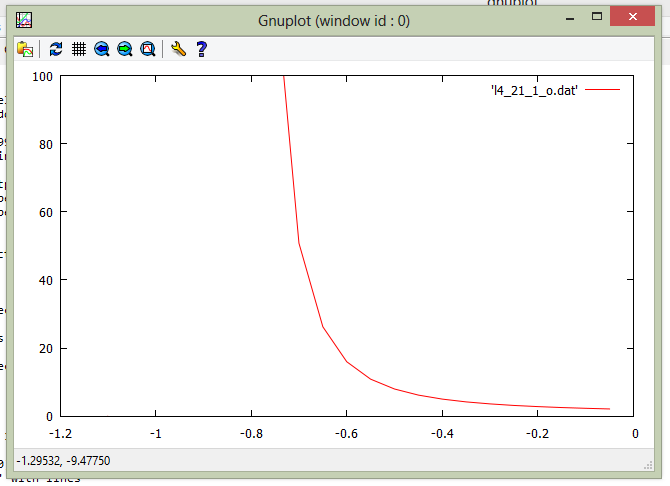 gnuplot
Gnuplot (window id : 0)
'l4_21_1_o.dat'
100
80
60
40
20
0
-1.2 -1 -0.8 -0.6 -0.4 -0.2 0
-1.29532, -9.47750
with lines